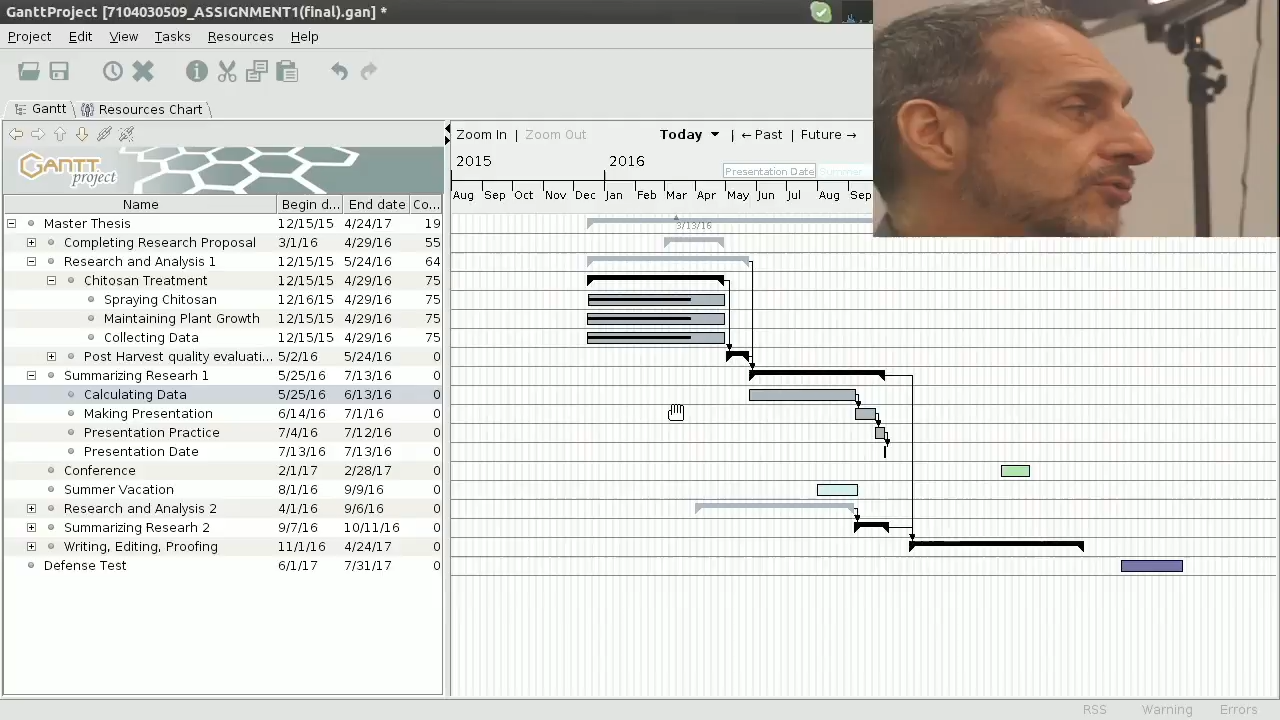 GanttProject [7104030509_ASSIGNMENT1(final).gan] *
Project Edit View Tasks Resources Help
Gantt Resources Chart
Zoom In | Zoom Out Today | ← Past | Future →
GANTT project
2015 2016
Presentation Date Summer
Aug Sep Oct Nov Dec Jan Feb Mar Apr May Jun Jul Aug Sep
Name Begin d... End date Co...
Master Thesis 12/15/15 4/24/17 19
3/13/16
Completing Research Proposal 3/1/16 4/29/16 55
Research and Analysis 1 12/15/15 5/24/16 64
Chitosan Treatment 12/15/15 4/29/16 75
Spraying Chitosan 12/16/15 4/29/16 75
Maintaining Plant Growth 12/15/15 4/29/16 75
Collecting Data 12/15/15 4/29/16 75
Post Harvest quality evaluati... 5/2/16 5/24/16 0
Summarizing Researh 1 5/25/16 7/13/16 0
Calculating Data 5/25/16 6/13/16 0
Making Presentation 6/14/16 7/1/16 0
Presentation Practice 7/4/16 7/12/16 0
Presentation Date 7/13/16 7/13/16 0
Conference 2/1/17 2/28/17 0
Summer Vacation 8/1/16 9/9/16 0
Research and Analysis 2 4/1/16 9/6/16 0
Summarizing Researh 2 9/7/16 10/11/16 0
Writing, Editing, Proofing 11/1/16 4/24/17 0
Defense Test 6/1/17 7/31/17 0
RSS Warning Errors